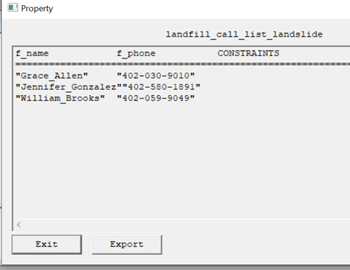 Property
landfill_call_list_landslide
f_name f_phone CONSTRAINTS
==================================================
"Grace_Allen" "402-030-9010"
"Jennifer_Gonzalez""402-580-1891"
"William_Brooks" "402-059-9049"
<
Exit Export